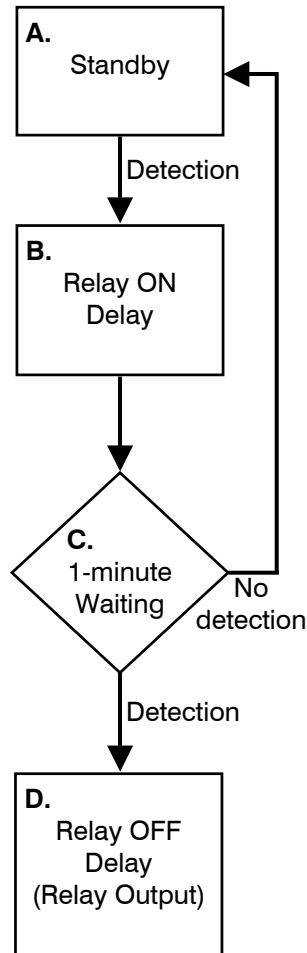 A.
Standby
Detection
B.
Relay ON
Delay
C.
1-minute
Waiting
No
detection
Detection
D.
Relay OFF
Delay
(Relay Output)